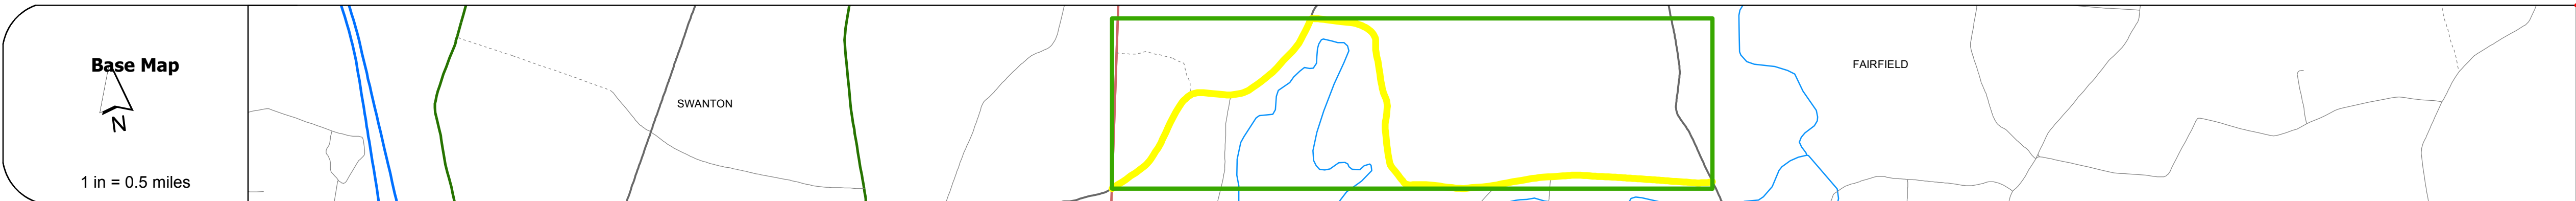 Base Map
N
1 in = 0.5 miles
SWANTON
FAIRFIELD